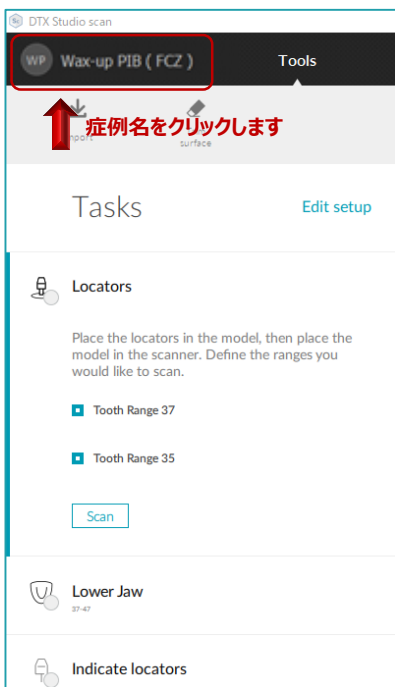 DTX Studio scan
WP Wax-up PIB ( FCZ )
Tools
症例名をクリックします
surface
Tasks
Edit setup
Locators
Place the locators in the model, then place the
model in the scanner. Define the ranges you
would like to scan.
Tooth Range 37
Tooth Range 35
Scan
Lower Jaw
37-47
Indicate locators